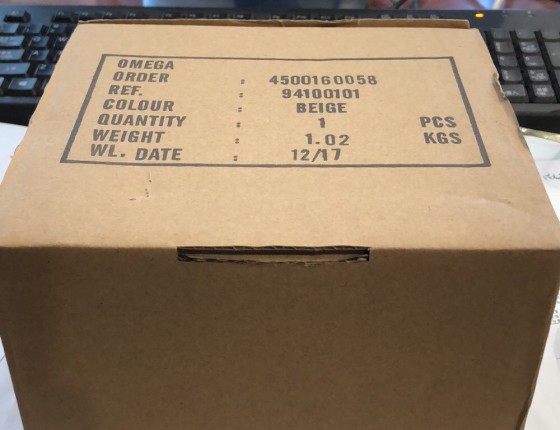 OMEGA
ORDER : 4500160058
REF. : 94100101
COLOUR : BEIGE
QUANTITY : 1 PCS
WEIGHT : 1.02 KGS
WL. DATE : 12/17